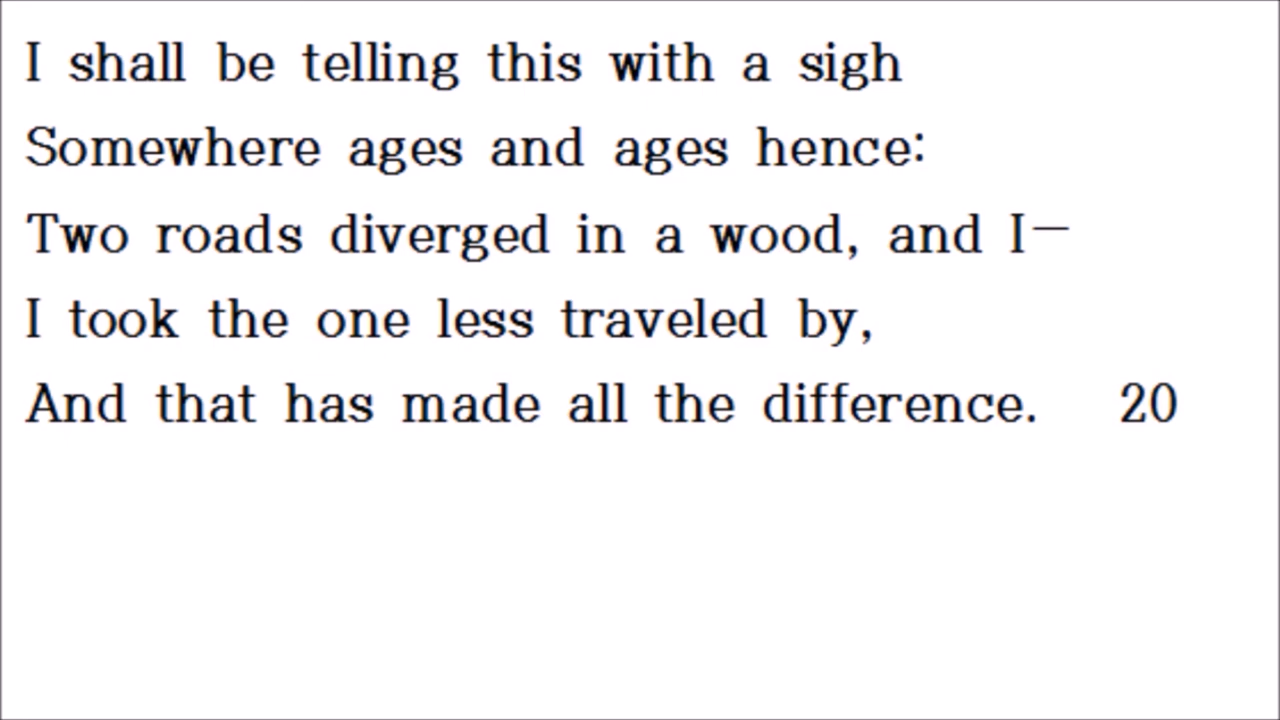 I shall be telling this with a sigh
Somewhere ages and ages hence:
Two roads diverged in a wood, and I—
I took the one less traveled by,
And that has made all the difference. 20